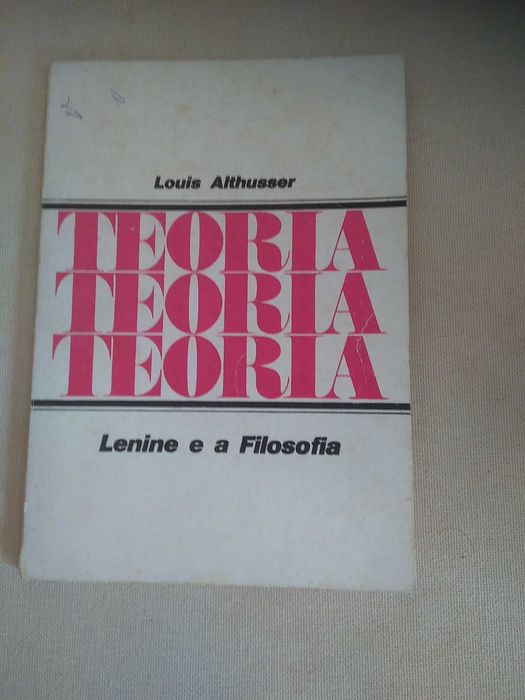 Louis Althusser
TEORIA
TEORIA
TEORIA
Lenine e a Filosofia